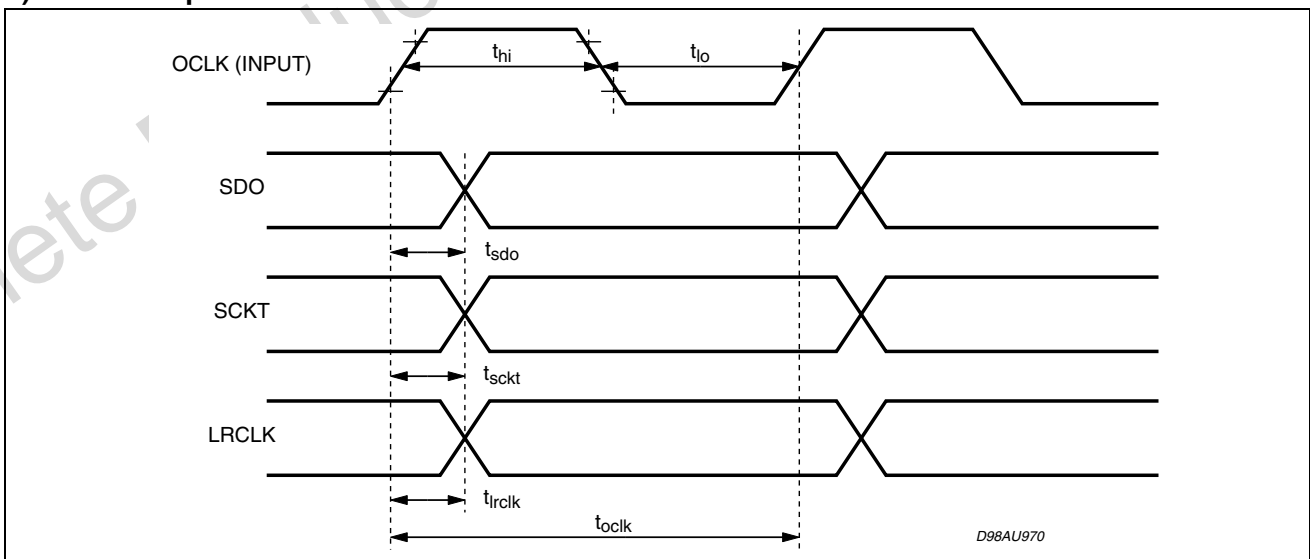 OCLK (INPUT)
thi
tlo
SDO
tsdo
SCKT
tsckt
LRCLK
tlrclk
toclk
D98AU970